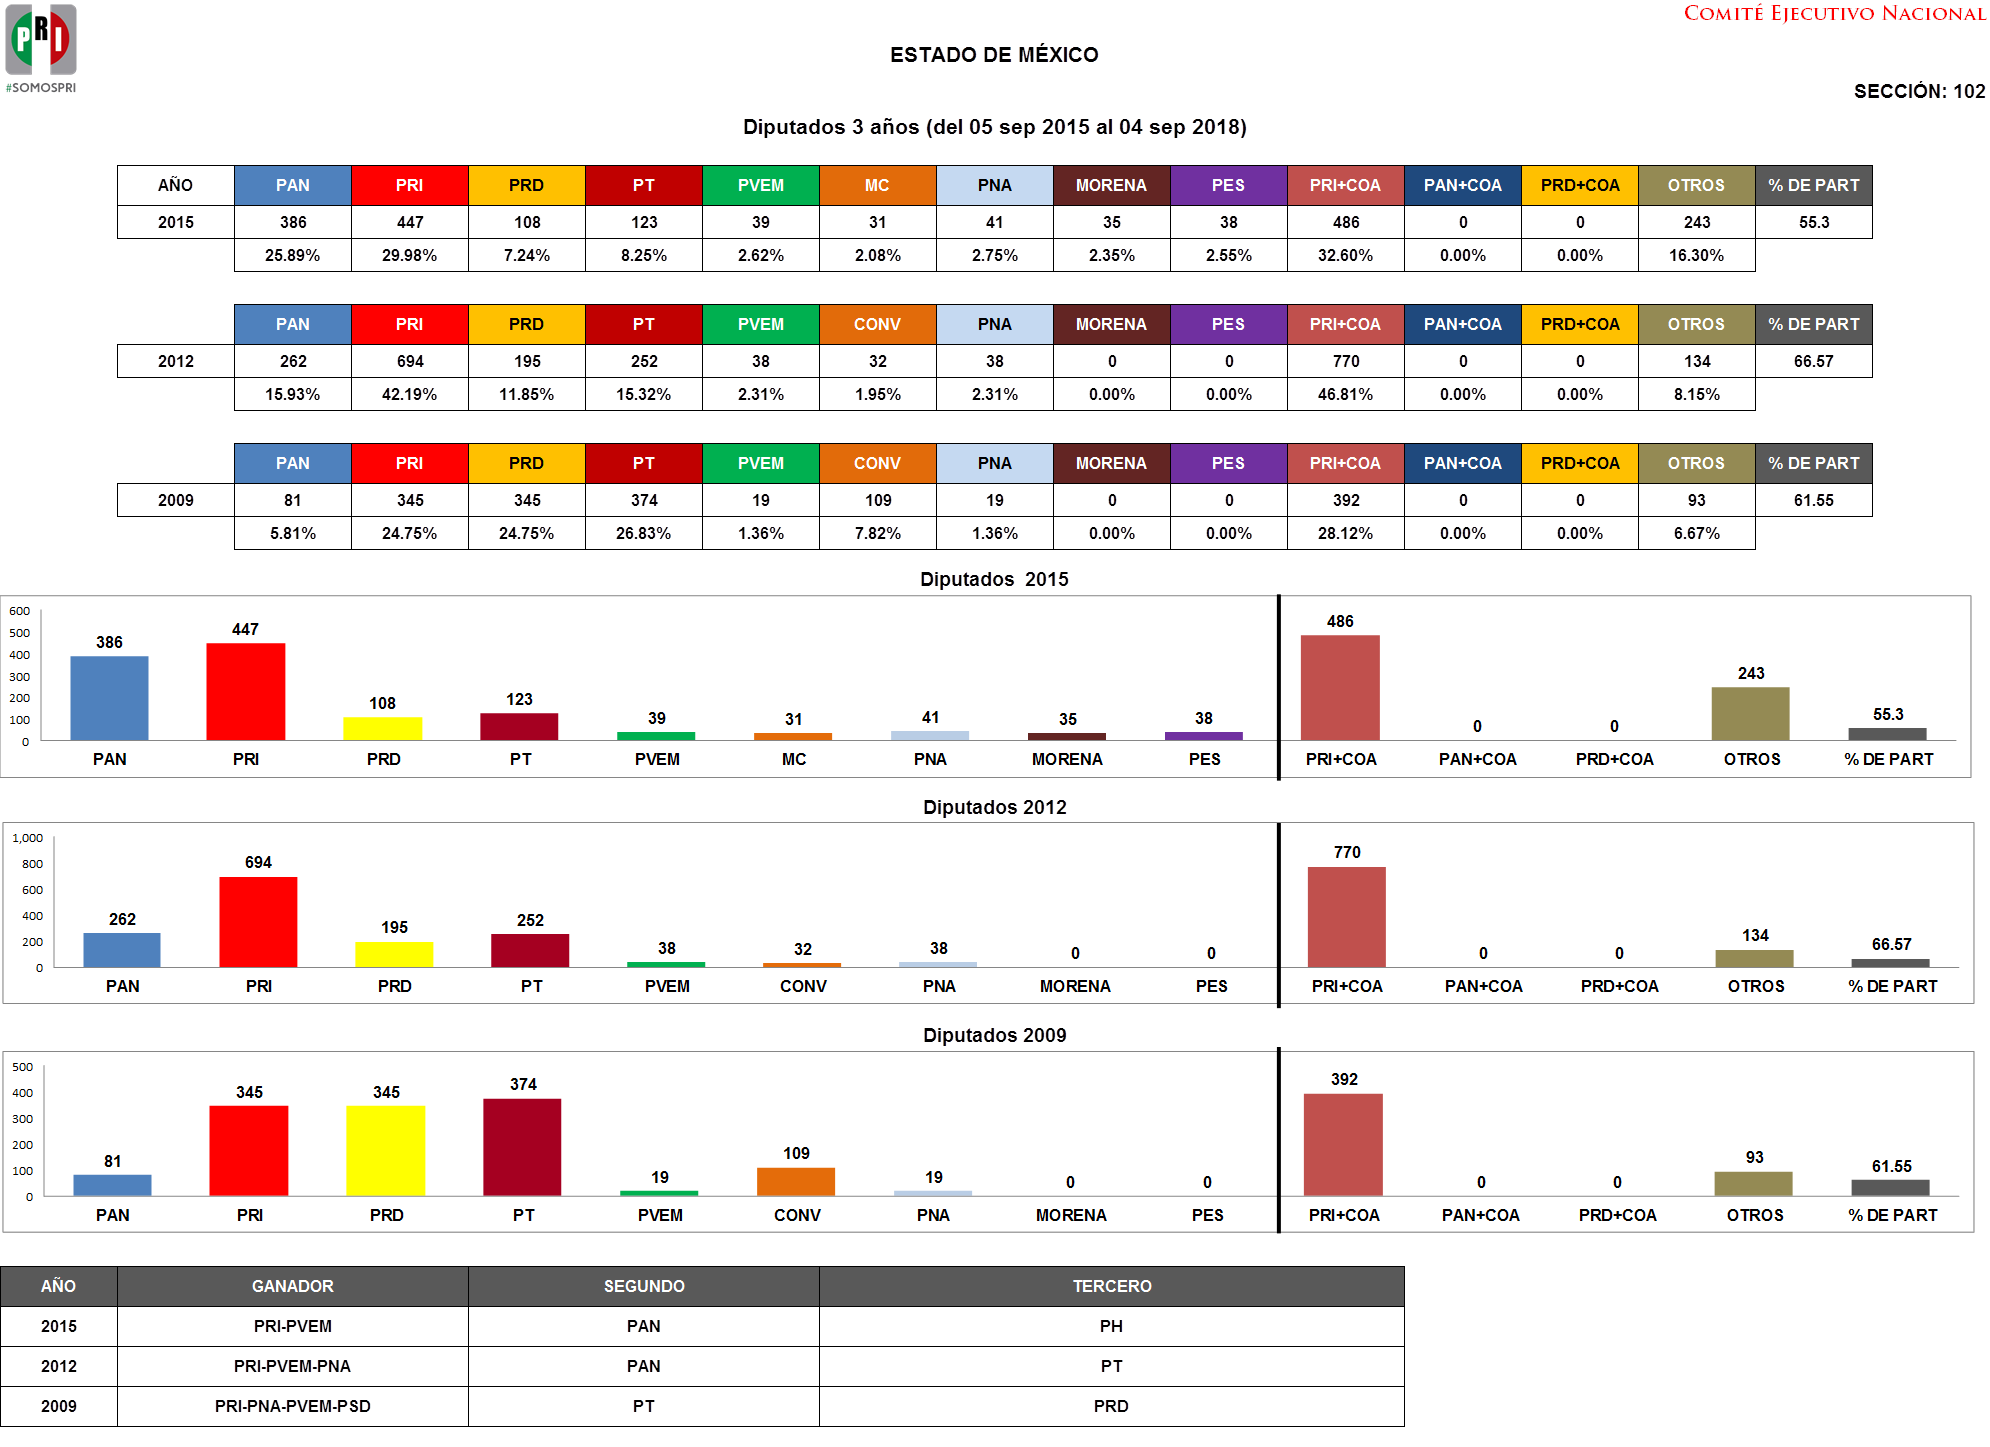 PRI
#SOMOSPRI
COMITÉ EJECUTIVO NACIONAL
ESTADO DE MÉXICO
SECCIÓN: 102
Diputados 3 años (del 05 sep 2015 al 04 sep 2018)
AÑO PAN PRI PRD PT PVEM MC PNA MORENA PES PRI+COA PAN+COA PRD+COA OTROS % DE PART
2015 386 447 108 123 39 31 41 35 38 486 0 0 243 55.3
25.89% 29.98% 7.24% 8.25% 2.62% 2.08% 2.75% 2.35% 2.55% 32.60% 0.00% 0.00% 16.30%
PAN PRI PRD PT PVEM CONV PNA MORENA PES PRI+COA PAN+COA PRD+COA OTROS % DE PART
2012 262 694 195 252 38 32 38 0 0 770 0 0 134 66.57
15.93% 42.19% 11.85% 15.32% 2.31% 1.95% 2.31% 0.00% 0.00% 46.81% 0.00% 0.00% 8.15%
PAN PRI PRD PT PVEM CONV PNA MORENA PES PRI+COA PAN+COA PRD+COA OTROS % DE PART
2009 81 345 345 374 19 109 19 0 0 392 0 0 93 61.55
5.81% 24.75% 24.75% 26.83% 1.36% 7.82% 1.36% 0.00% 0.00% 28.12% 0.00% 0.00% 6.67%
Diputados 2015
600
500
400
300
200
100
0
386 447 108 123 39 31 41 35 38 486 0 0 243 55.3
PAN PRI PRD PT PVEM MC PNA MORENA PES PRI+COA PAN+COA PRD+COA OTROS % DE PART
Diputados 2012
1,000
800
600
400
200
0
262 694 195 252 38 32 38 0 0 770 0 0 134 66.57
PAN PRI PRD PT PVEM CONV PNA MORENA PES PRI+COA PAN+COA PRD+COA OTROS % DE PART
Diputados 2009
500
400
300
200
100
0
81 345 345 374 19 109 19 0 0 392 0 0 93 61.55
PAN PRI PRD PT PVEM CONV PNA MORENA PES PRI+COA PAN+COA PRD+COA OTROS % DE PART
AÑO GANADOR SEGUNDO TERCERO
2015 PRI-PVEM PAN PH
2012 PRI-PVEM-PNA PAN PT
2009 PRI-PNA-PVEM-PSD PT PRD